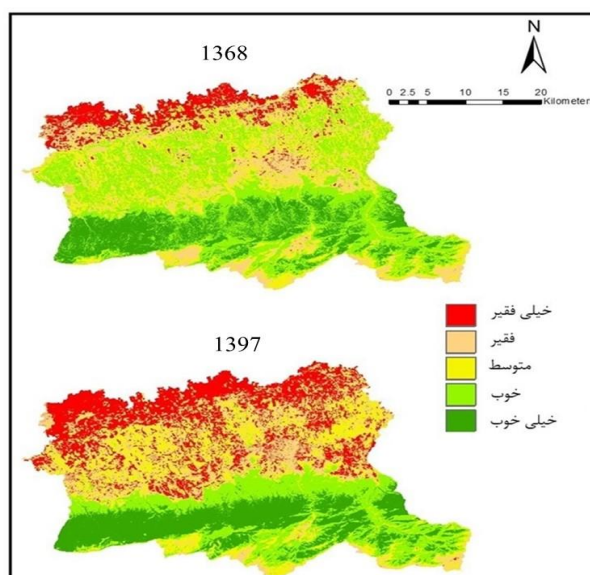 1368
N
0 2.5 5 10 15 20
Kilometer
خیلی فقیر
فقیر
متوسط
خوب
خیلی خوب
1397